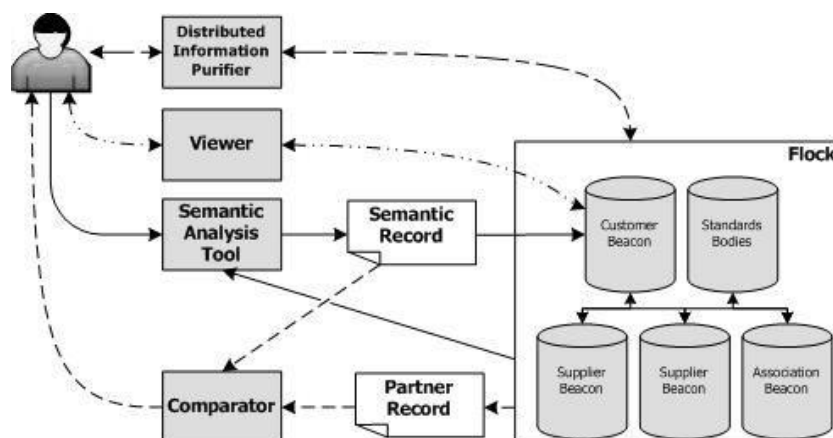 Distributed
Information
Purifier
Viewer
Flock
Semantic
Analysis
Tool
Semantic
Record
Customer
Beacon
Standards
Bodies
Supplier
Beacon
Supplier
Beacon
Association
Beacon
Comparator
Partner
Record